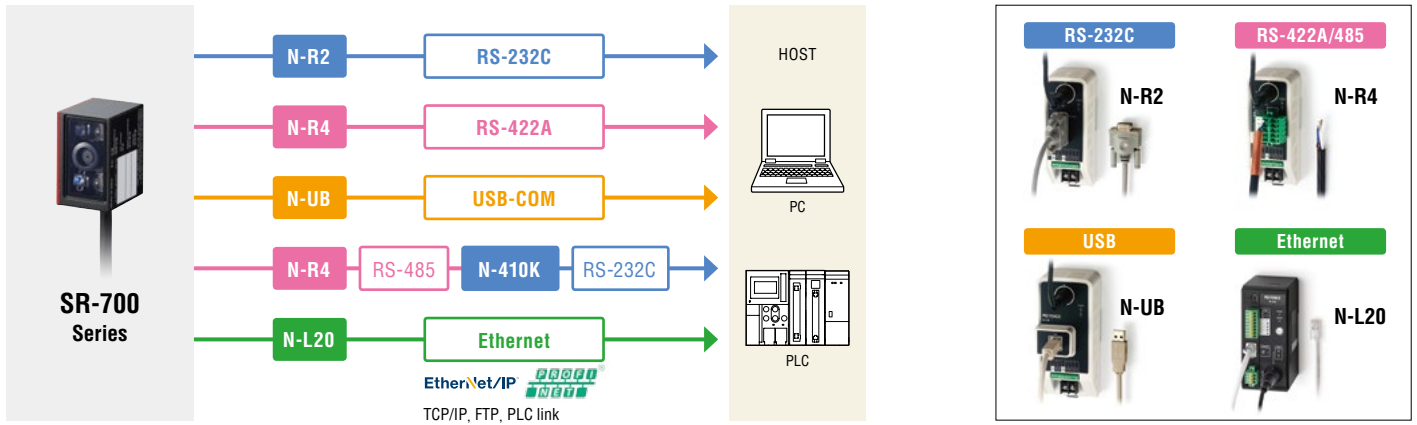 N-R2 RS-232C
HOST
N-R4 RS-422A
N-UB USB-COM
PC
N-R4 RS-485 N-410K RS-232C
SR-700
Series
N-L20 Ethernet
PLC
EtherNet/IP PROFINET®
TCP/IP, FTP, PLC link
RS-232C
N-R2
RS-422A/485
N-R4
USB
N-UB
Ethernet
N-L20